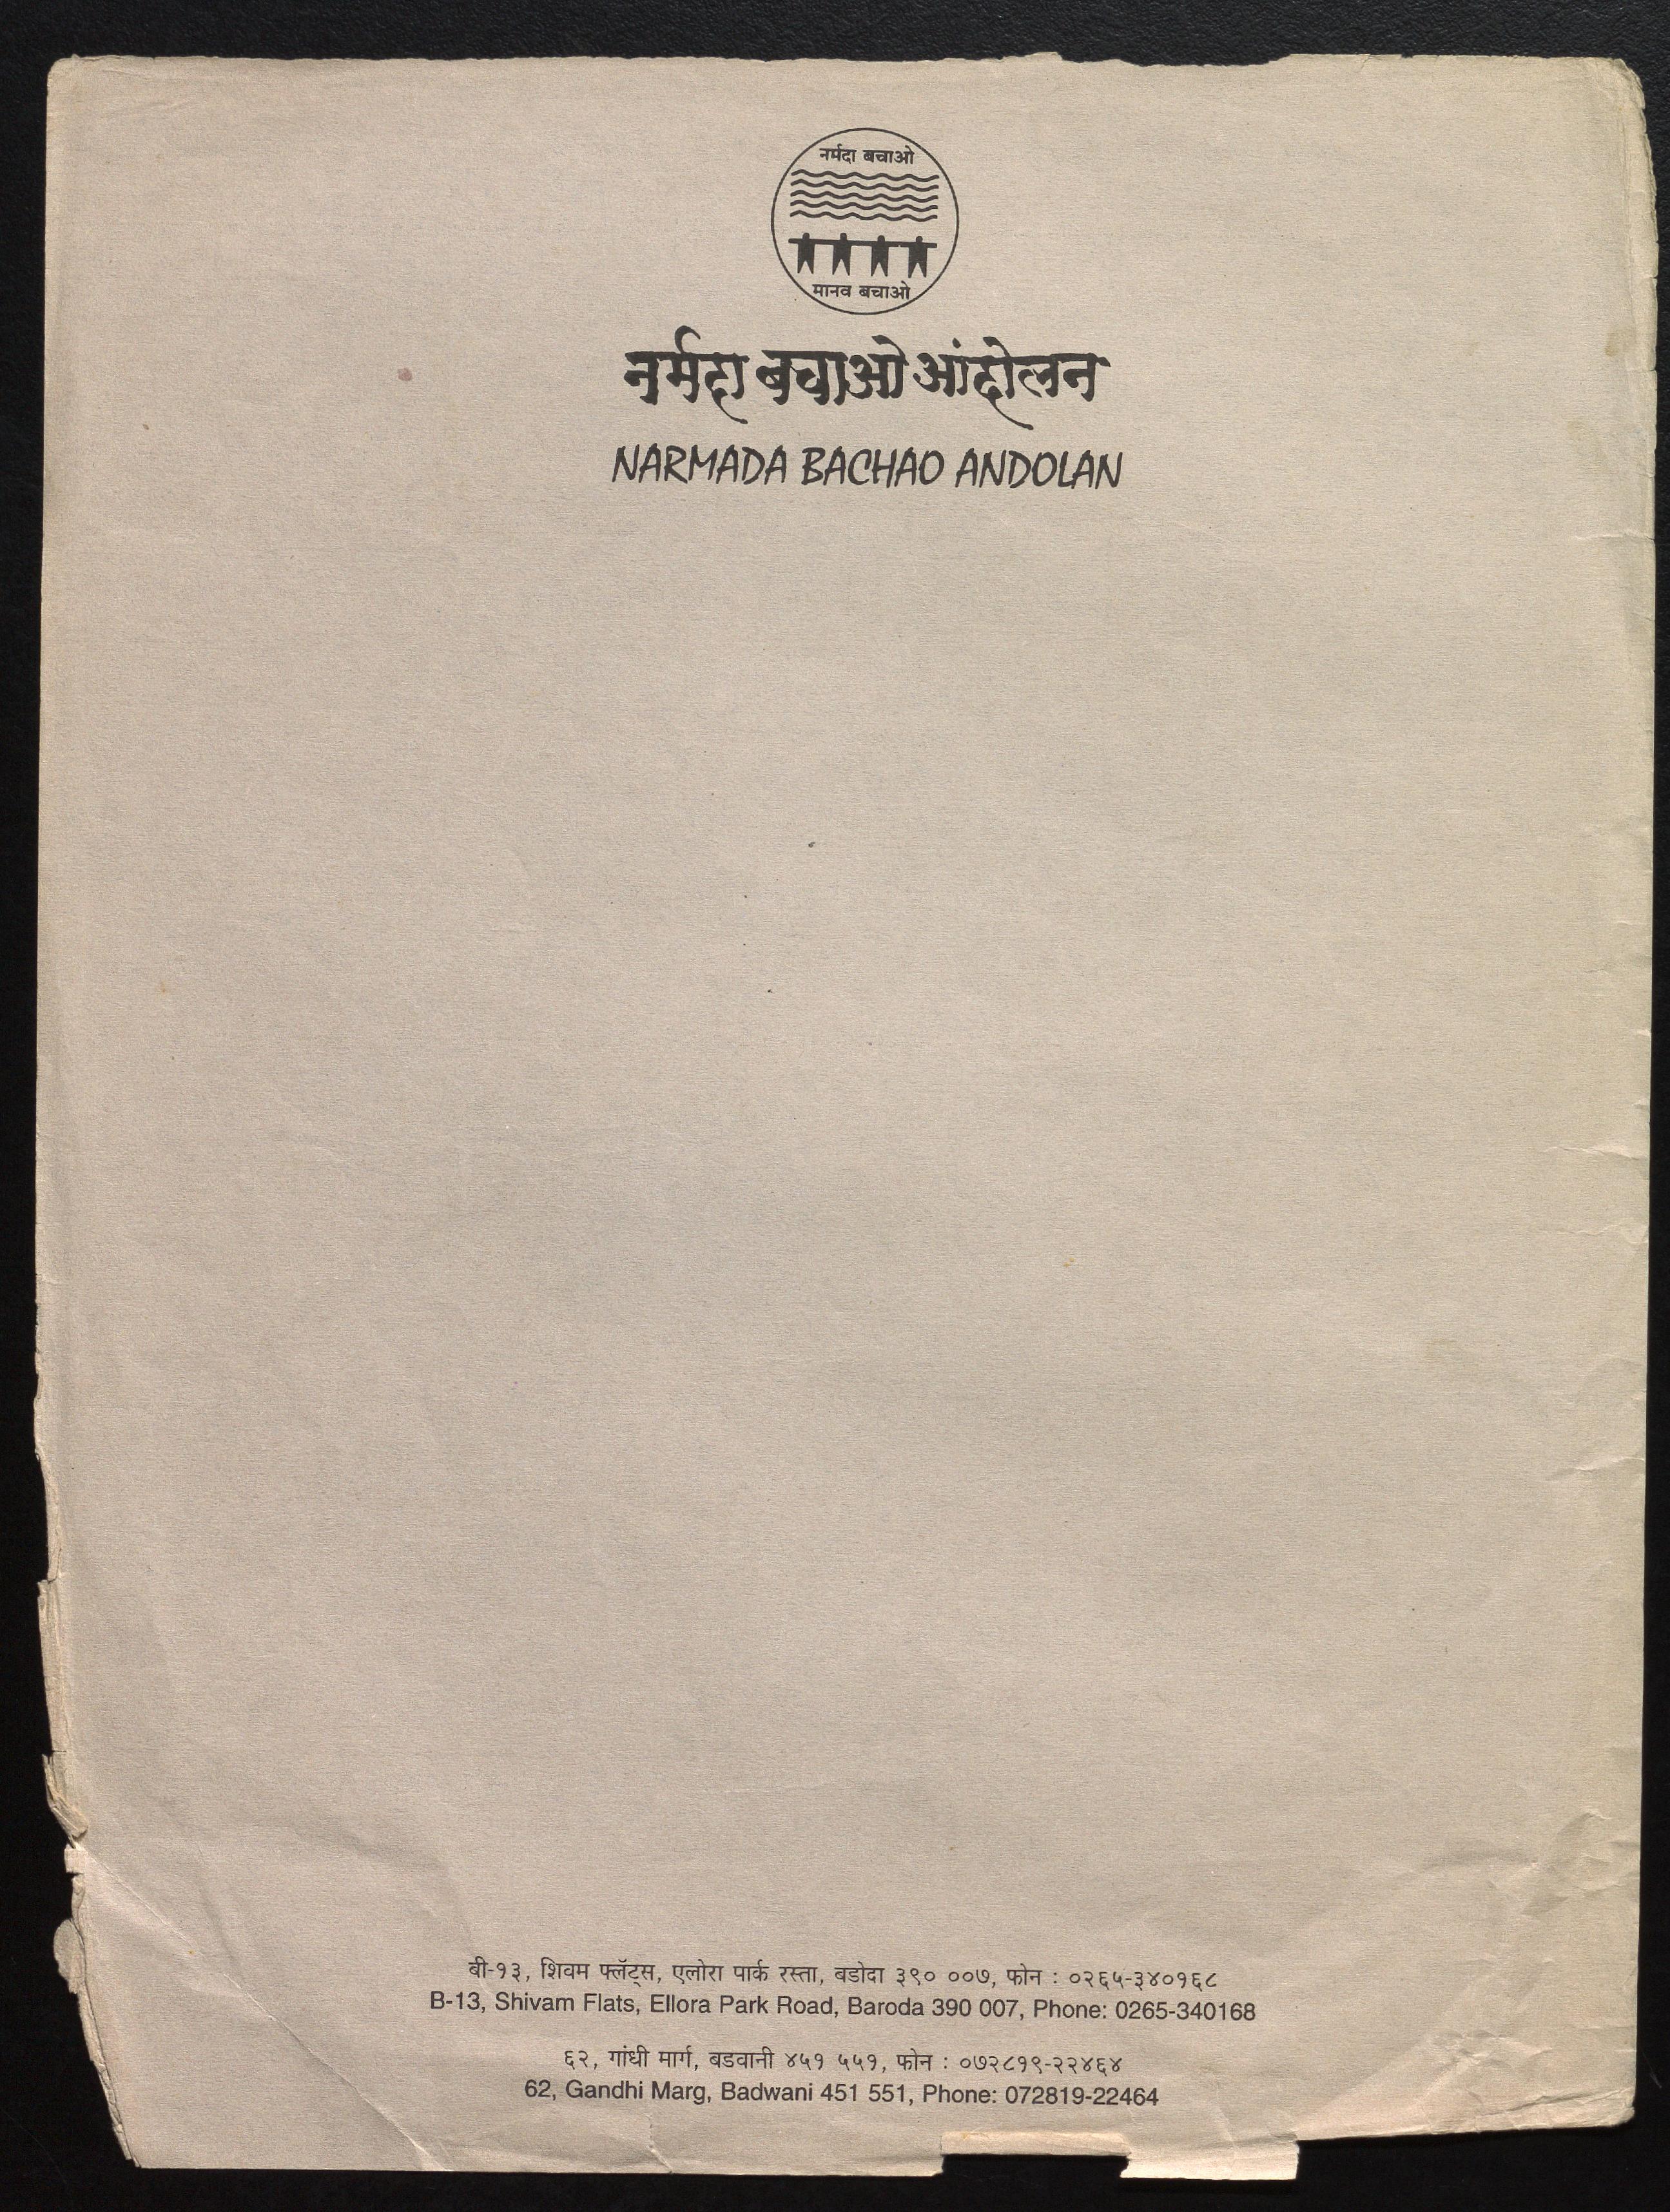 नर्मदा बचाओ
मानव बचाओ
नर्मदा बचाओ आंदोलन
NARMADA BACHAO ANDOLAN
बी-१३, शिवम फ्लॅट्स, एलोरा पार्क रस्ता, बडोदा ३९० ००७, फोन : ०२६५-३४०१६८
B-13, Shivam Flats, Ellora Park Road, Baroda 390 007, Phone: 0265-340168
६२, गांधी मार्ग, बडवानी ४५१ ५५१, फोन : ०७२८१९-२२४६४
62, Gandhi Marg, Badwani 451 551, Phone: 072819-22464